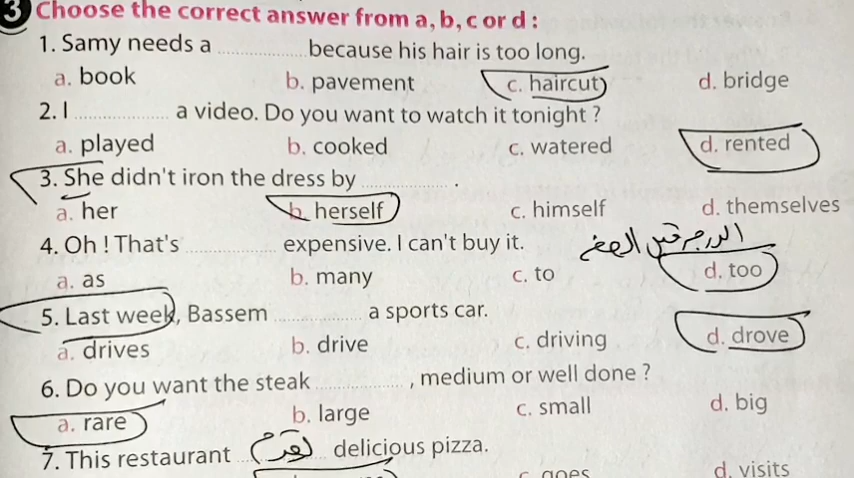 3 Choose the correct answer from a, b, c or d :
1. Samy needs a .................. because his hair is too long.
a. book b. pavement c. haircut d. bridge
2. I .................. a video. Do you want to watch it tonight ?
a. played b. cooked c. watered d. rented
3. She didn't iron the dress by .................. .
a. her b. herself c. himself d. themselves
4. Oh ! That's .................. expensive. I can't buy it.
a. as b. many c. to d. too
5. Last week, Bassem .................. a sports car.
a. drives b. drive c. driving d. drove
6. Do you want the steak .................. , medium or well done ?
a. rare b. large c. small d. big
7. This restaurant .................. delicious pizza.
c. goes d. visits